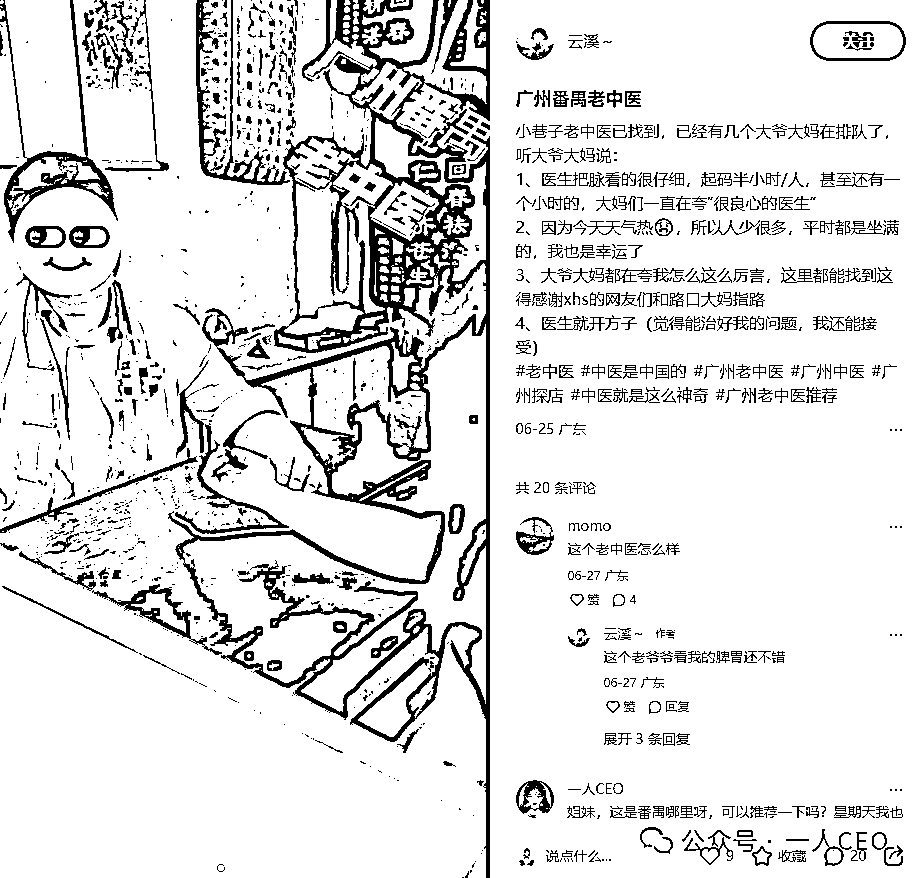 云溪~
关注
广州番禺老中医
小巷子老中医已找到，已经有几个大爷大妈在排队了，
听大爷大妈说：
1、医生把脉看的很仔细，起码半小时/人，甚至还有一
个小时的，大妈们一直在夸“很良心的医生”
2、因为今天天气热，所以人少很多，平时都是坐满
的，我也是幸运了
3、大爷大妈都在夸我怎么这么厉害，这里都能找到这
得感谢xhs的网友们和路口大妈指路
4、医生就开方子（觉得能治好我的问题，我还能接
受）
#老中医 #中医是中国的 #广州老中医 #广州中医 #广
州探店 #中医就是这么神奇 #广州老中医推荐
06-25 广东
共 20 条评论
momo
这个老中医怎么样
06-27 广东
赞 4
云溪~ 作者
这个老爷爷看我的脾胃还不错
06-27 广东
赞 回复
展开 3 条回复
一人CEO
姐妹，这是番禺哪里呀，可以推荐一下吗？星期天我也
公众号·一人CEO
说点什么... 9 收藏 20